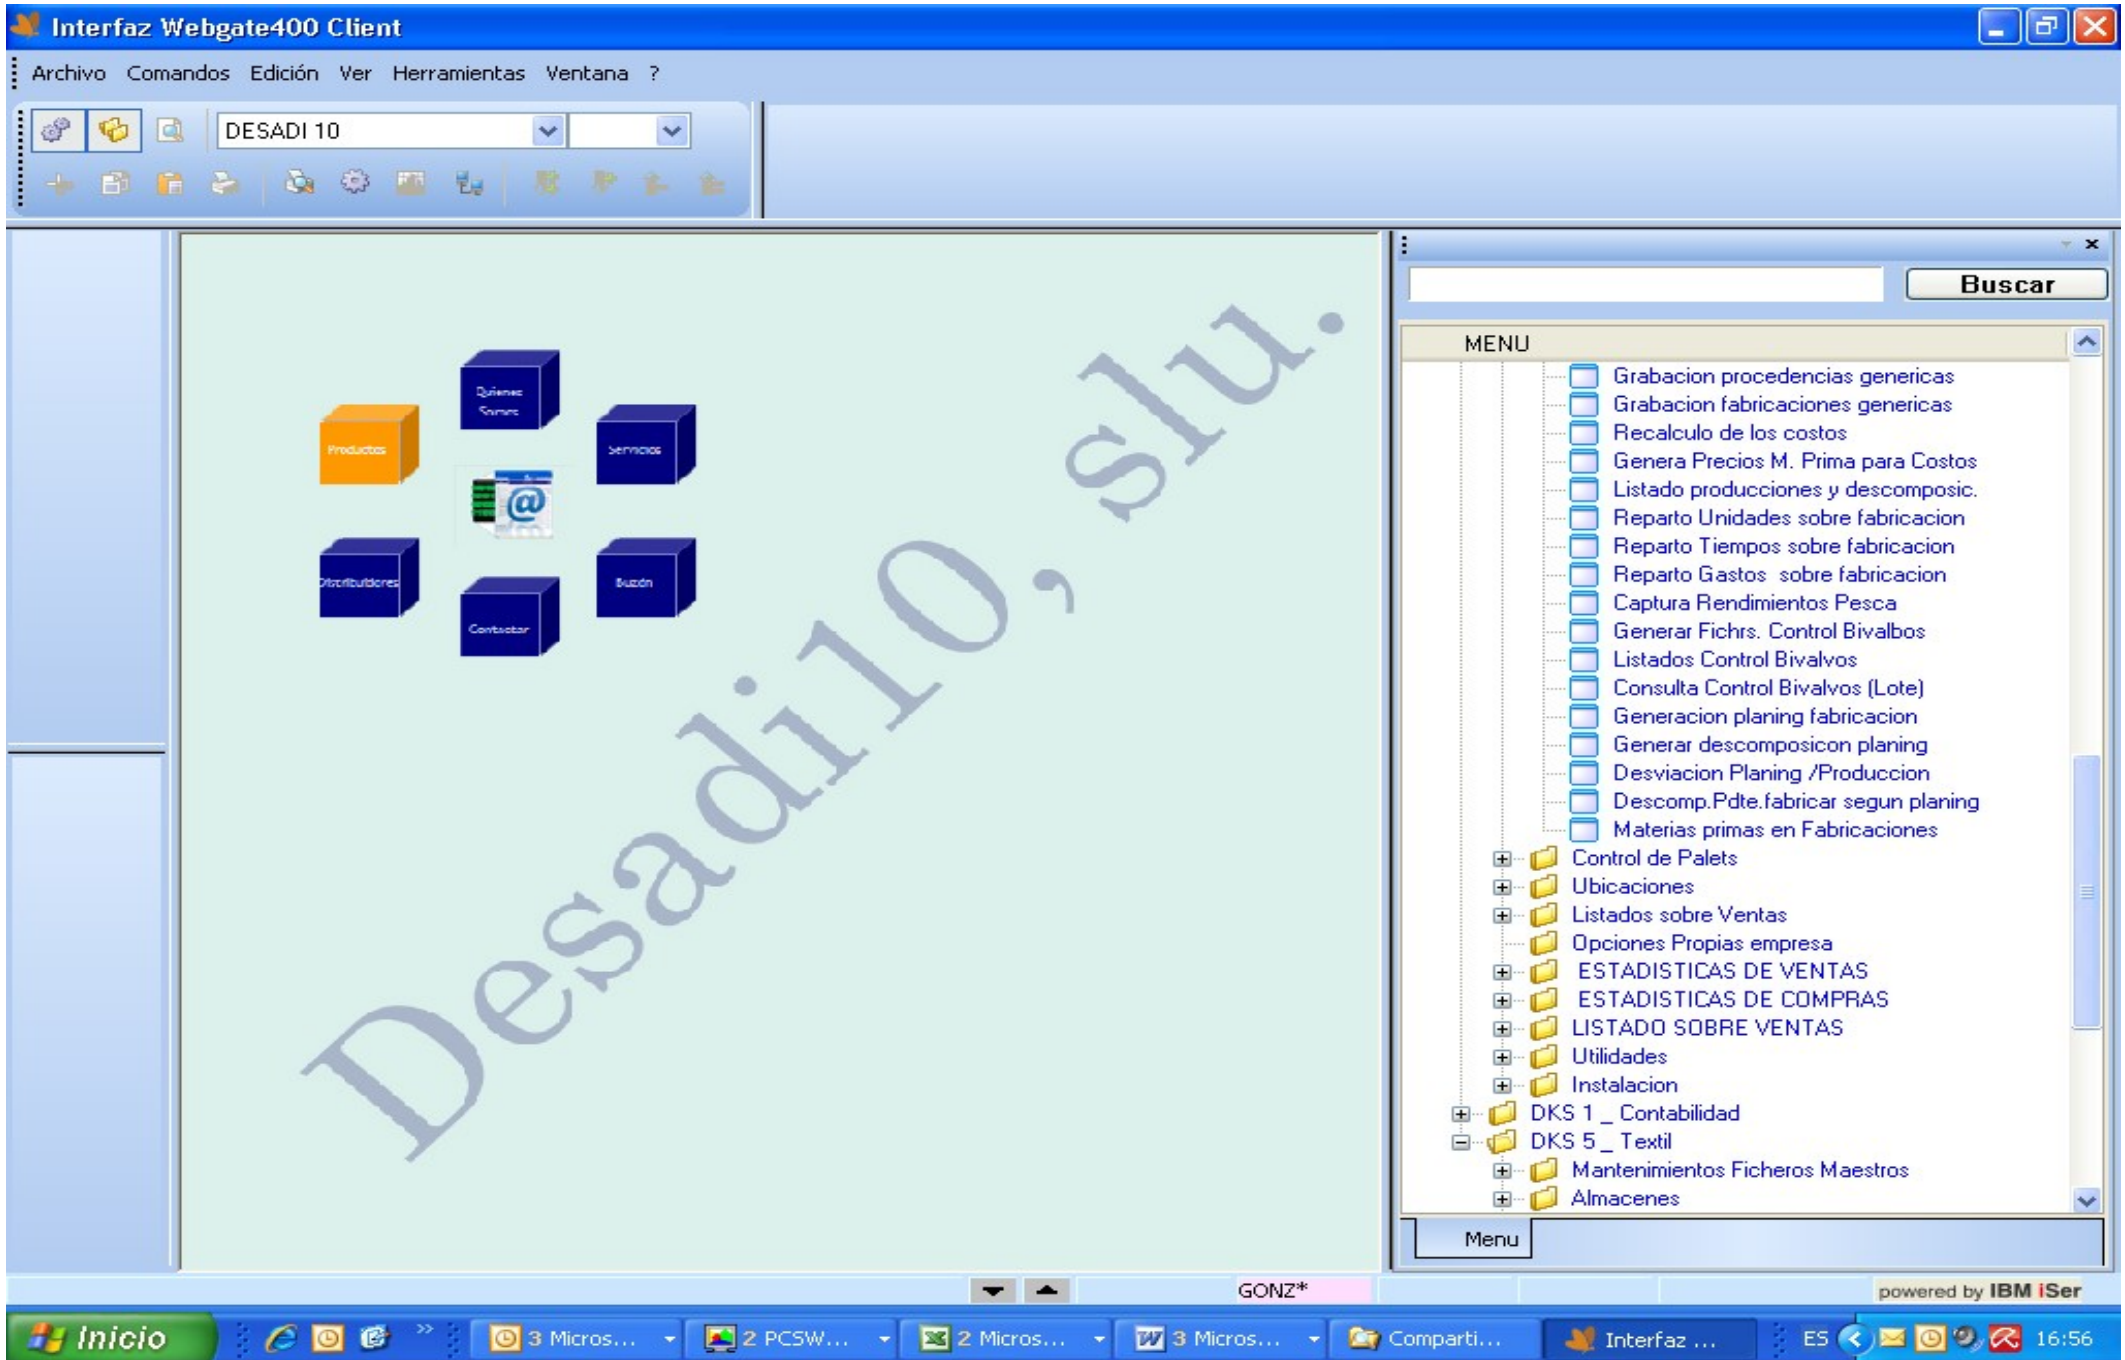 Interfaz Webgate400 Client
Archivo Comandos Edición Ver Herramientas Ventana ?
DESADI 10
Buscar
MENU
Grabacion procedencias genericas
Grabacion fabricaciones genericas
Recalculo de los costos
Genera Precios M. Prima para Costos
Listado producciones y descomposic.
Reparto Unidades sobre fabricacion
Reparto Tiempos sobre fabricacion
Reparto Gastos sobre fabricacion
Captura Rendimientos Pesca
Generar Fichrs. Control Bivalbos
Listados Control Bivalvos
Consulta Control Bivalvos (Lote)
Generacion planing fabricacion
Generar descomposicon planing
Desviacion Planing /Produccion
Descomp.Pdte.fabricar segun planing
Materias primas en Fabricaciones
Control de Palets
Ubicaciones
Listados sobre Ventas
Opciones Propias empresa
ESTADISTICAS DE VENTAS
ESTADISTICAS DE COMPRAS
LISTADO SOBRE VENTAS
Utilidades
Instalacion
DKS 1 _ Contabilidad
DKS 5 _ Textil
Mantenimientos Ficheros Maestros
Almacenes
Menu
Quienes
Somos
Productos
Servicios
@
Distribuidores
Buzón
Contactar
Desadi10, slu.
GONZ*
powered by IBM iSer
Inicio
3 Micros...
2 PCSW...
2 Micros...
3 Micros...
Comparti...
Interfaz ...
ES
16:56